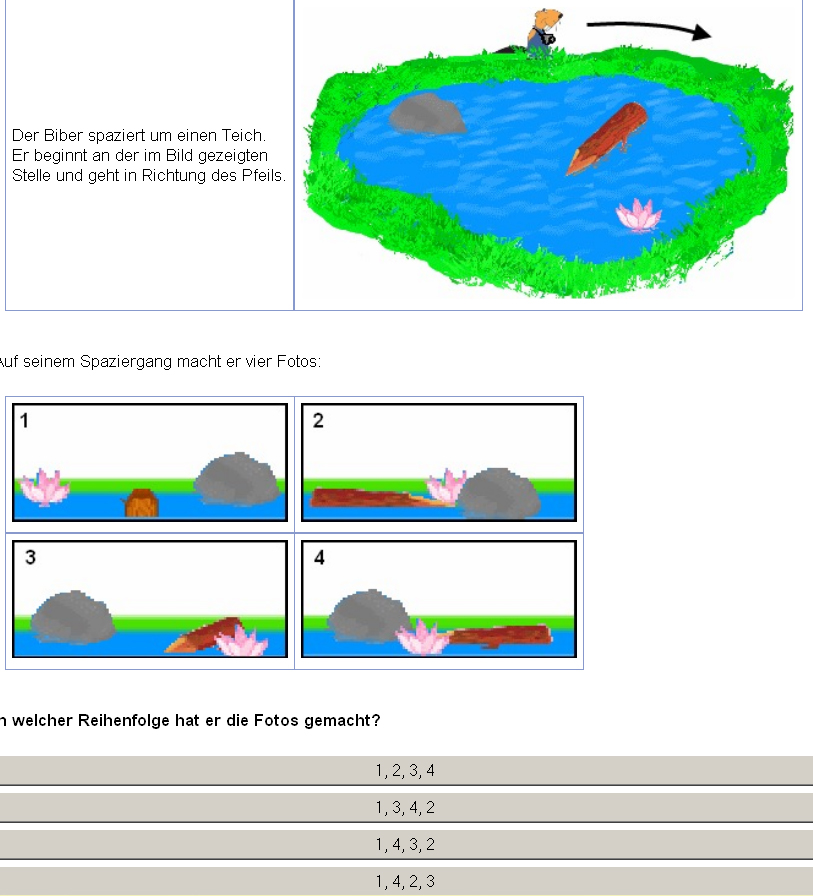 Der Biber spaziert um einen Teich.
Er beginnt an der im Bild gezeigten
Stelle und geht in Richtung des Pfeils.
Auf seinem Spaziergang macht er vier Fotos:
1
2
3
4
n welcher Reihenfolge hat er die Fotos gemacht?
1, 2, 3, 4
1, 3, 4, 2
1, 4, 3, 2
1, 4, 2, 3